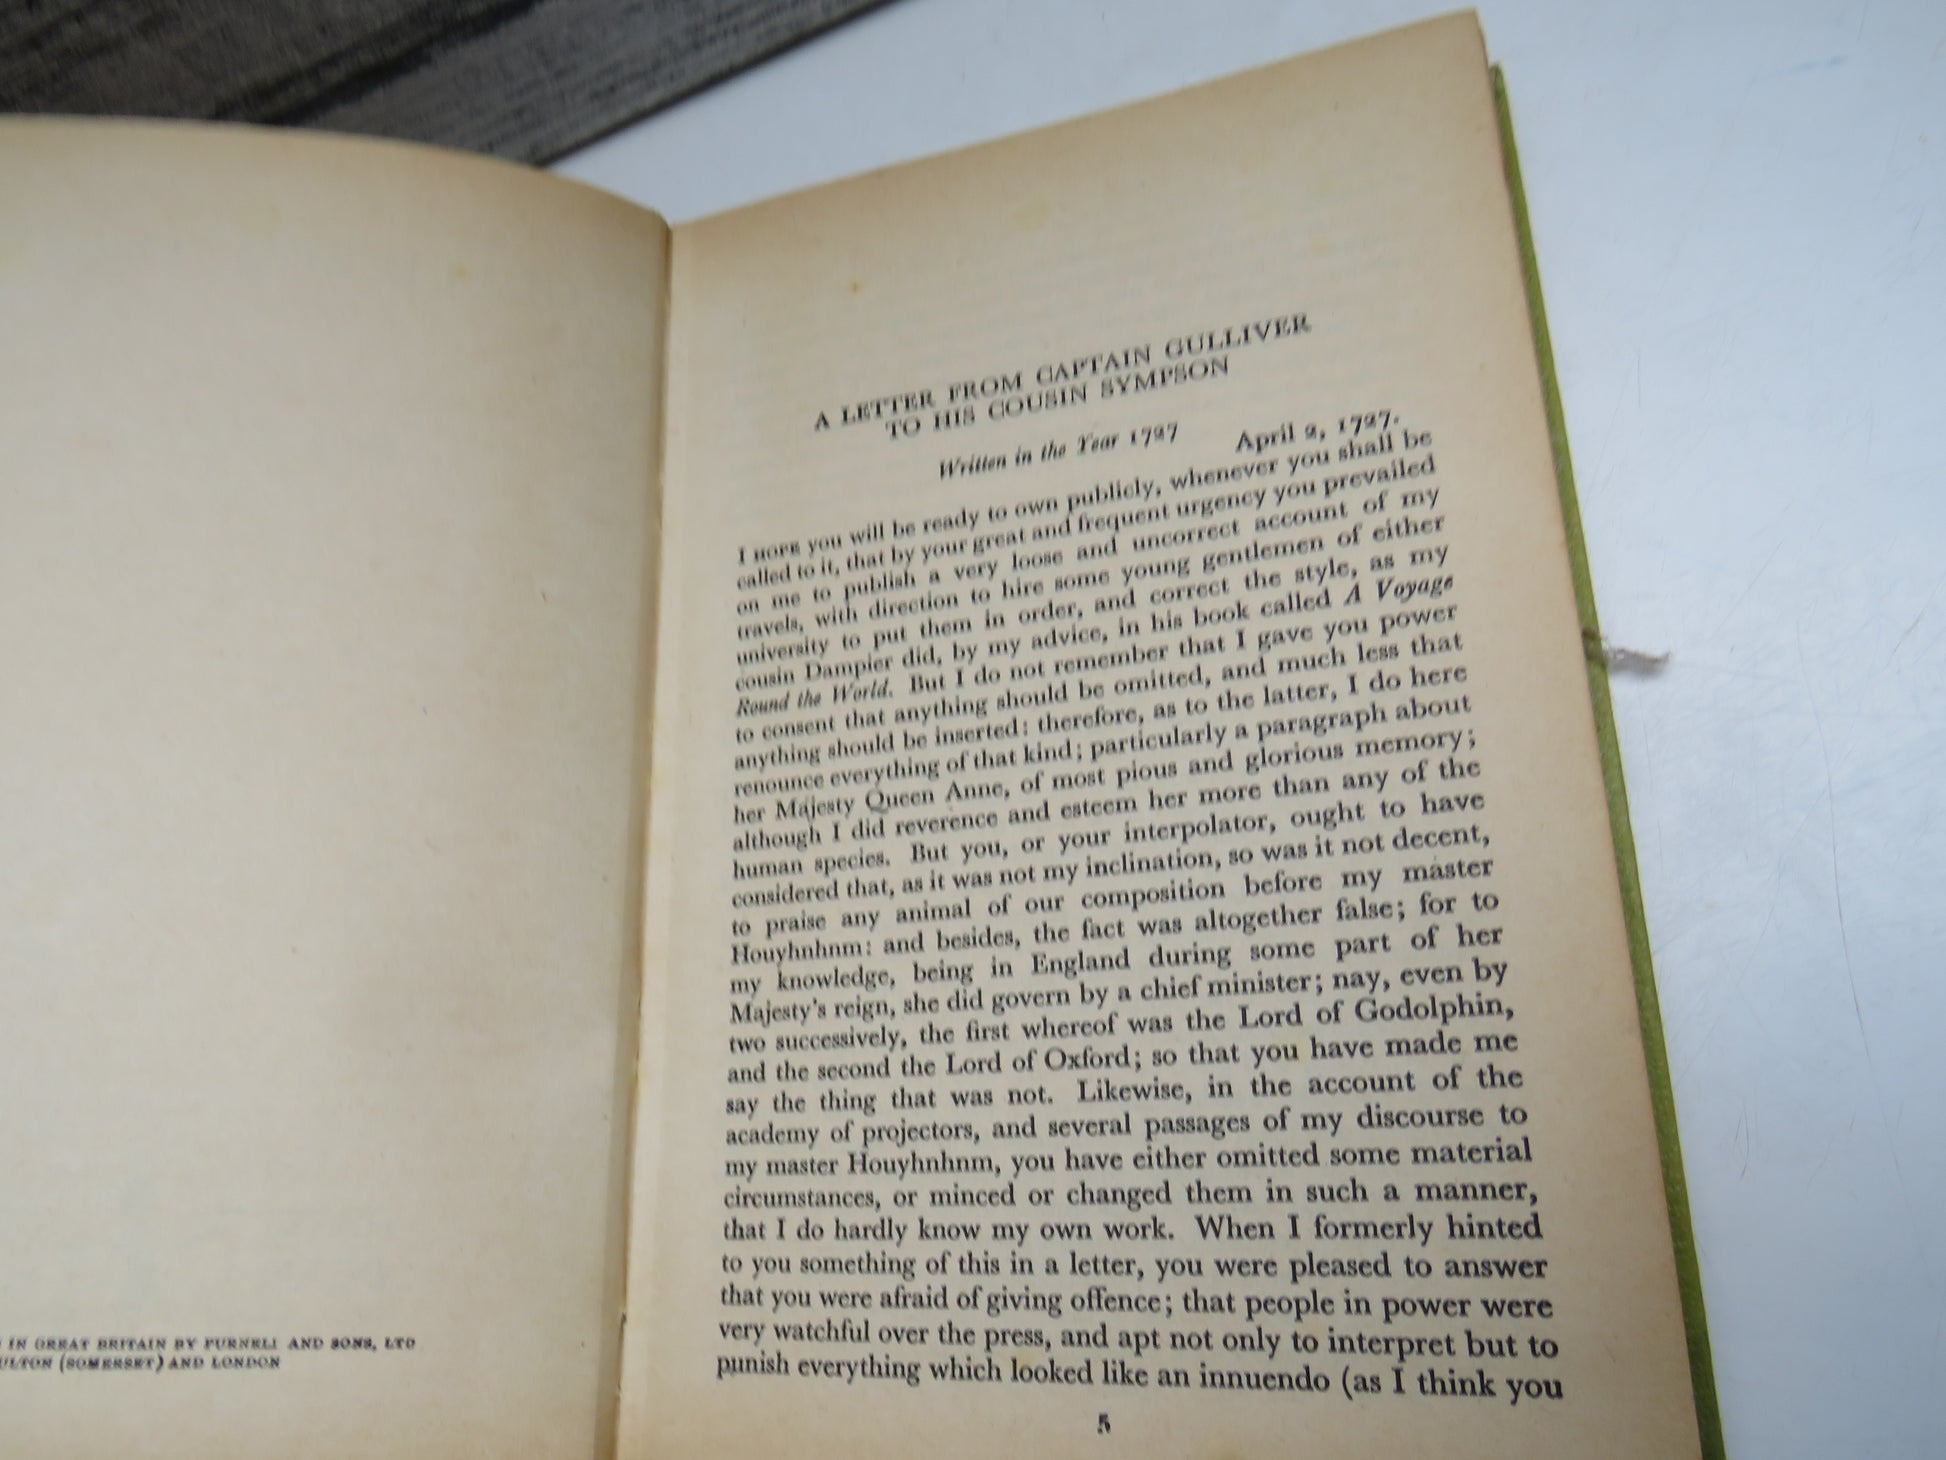 IN GREAT BRITAIN BY PURNELL AND SONS, LTD
(SOMERSET) AND LONDON
A LETTER FROM CAPTAIN GULLIVER
TO HIS COUSIN SYMPSON
Written in the Year 1727
April 2, 1727.
I HOPE you will be ready to own publicly, whenever you shall be
called to it, that by your great and frequent urgency you prevailed
on me to publish a very loose and uncorrect account of my
travels, with direction to hire some young gentlemen of either
university to put them in order, and correct the style, as my
cousin Dampier did, by my advice, in his book called A Voyage
Round the World. But I do not remember that I gave you power
to consent that anything should be omitted, and much less that
anything should be inserted: therefore, as to the latter, I do here
renounce everything of that kind; particularly a paragraph about
her Majesty Queen Anne, of most pious and glorious memory;
although I did reverence and esteem her more than any of the
human species. But you, or your interpolator, ought to have
considered that, as it was not my inclination, so was it not decent,
to praise any animal of our composition before my master
Houyhnhnm: and besides, the fact was altogether false; for to
my knowledge, being in England during some part of her
Majesty's reign, she did govern by a chief minister; nay, even by
two successively, the first whereof was the Lord of Godolphin,
and the second the Lord of Oxford; so that you have made me
say the thing that was not. Likewise, in the account of the
academy of projectors, and several passages of my discourse to
my master Houyhnhnm, you have either omitted some material
circumstances, or minced or changed them in such a manner,
that I do hardly know my own work. When I formerly hinted
to you something of this in a letter, you were pleased to answer
that you were afraid of giving offence; that people in power were
very watchful over the press, and apt not only to interpret but to
punish everything which looked like an innuendo (as I think you
5